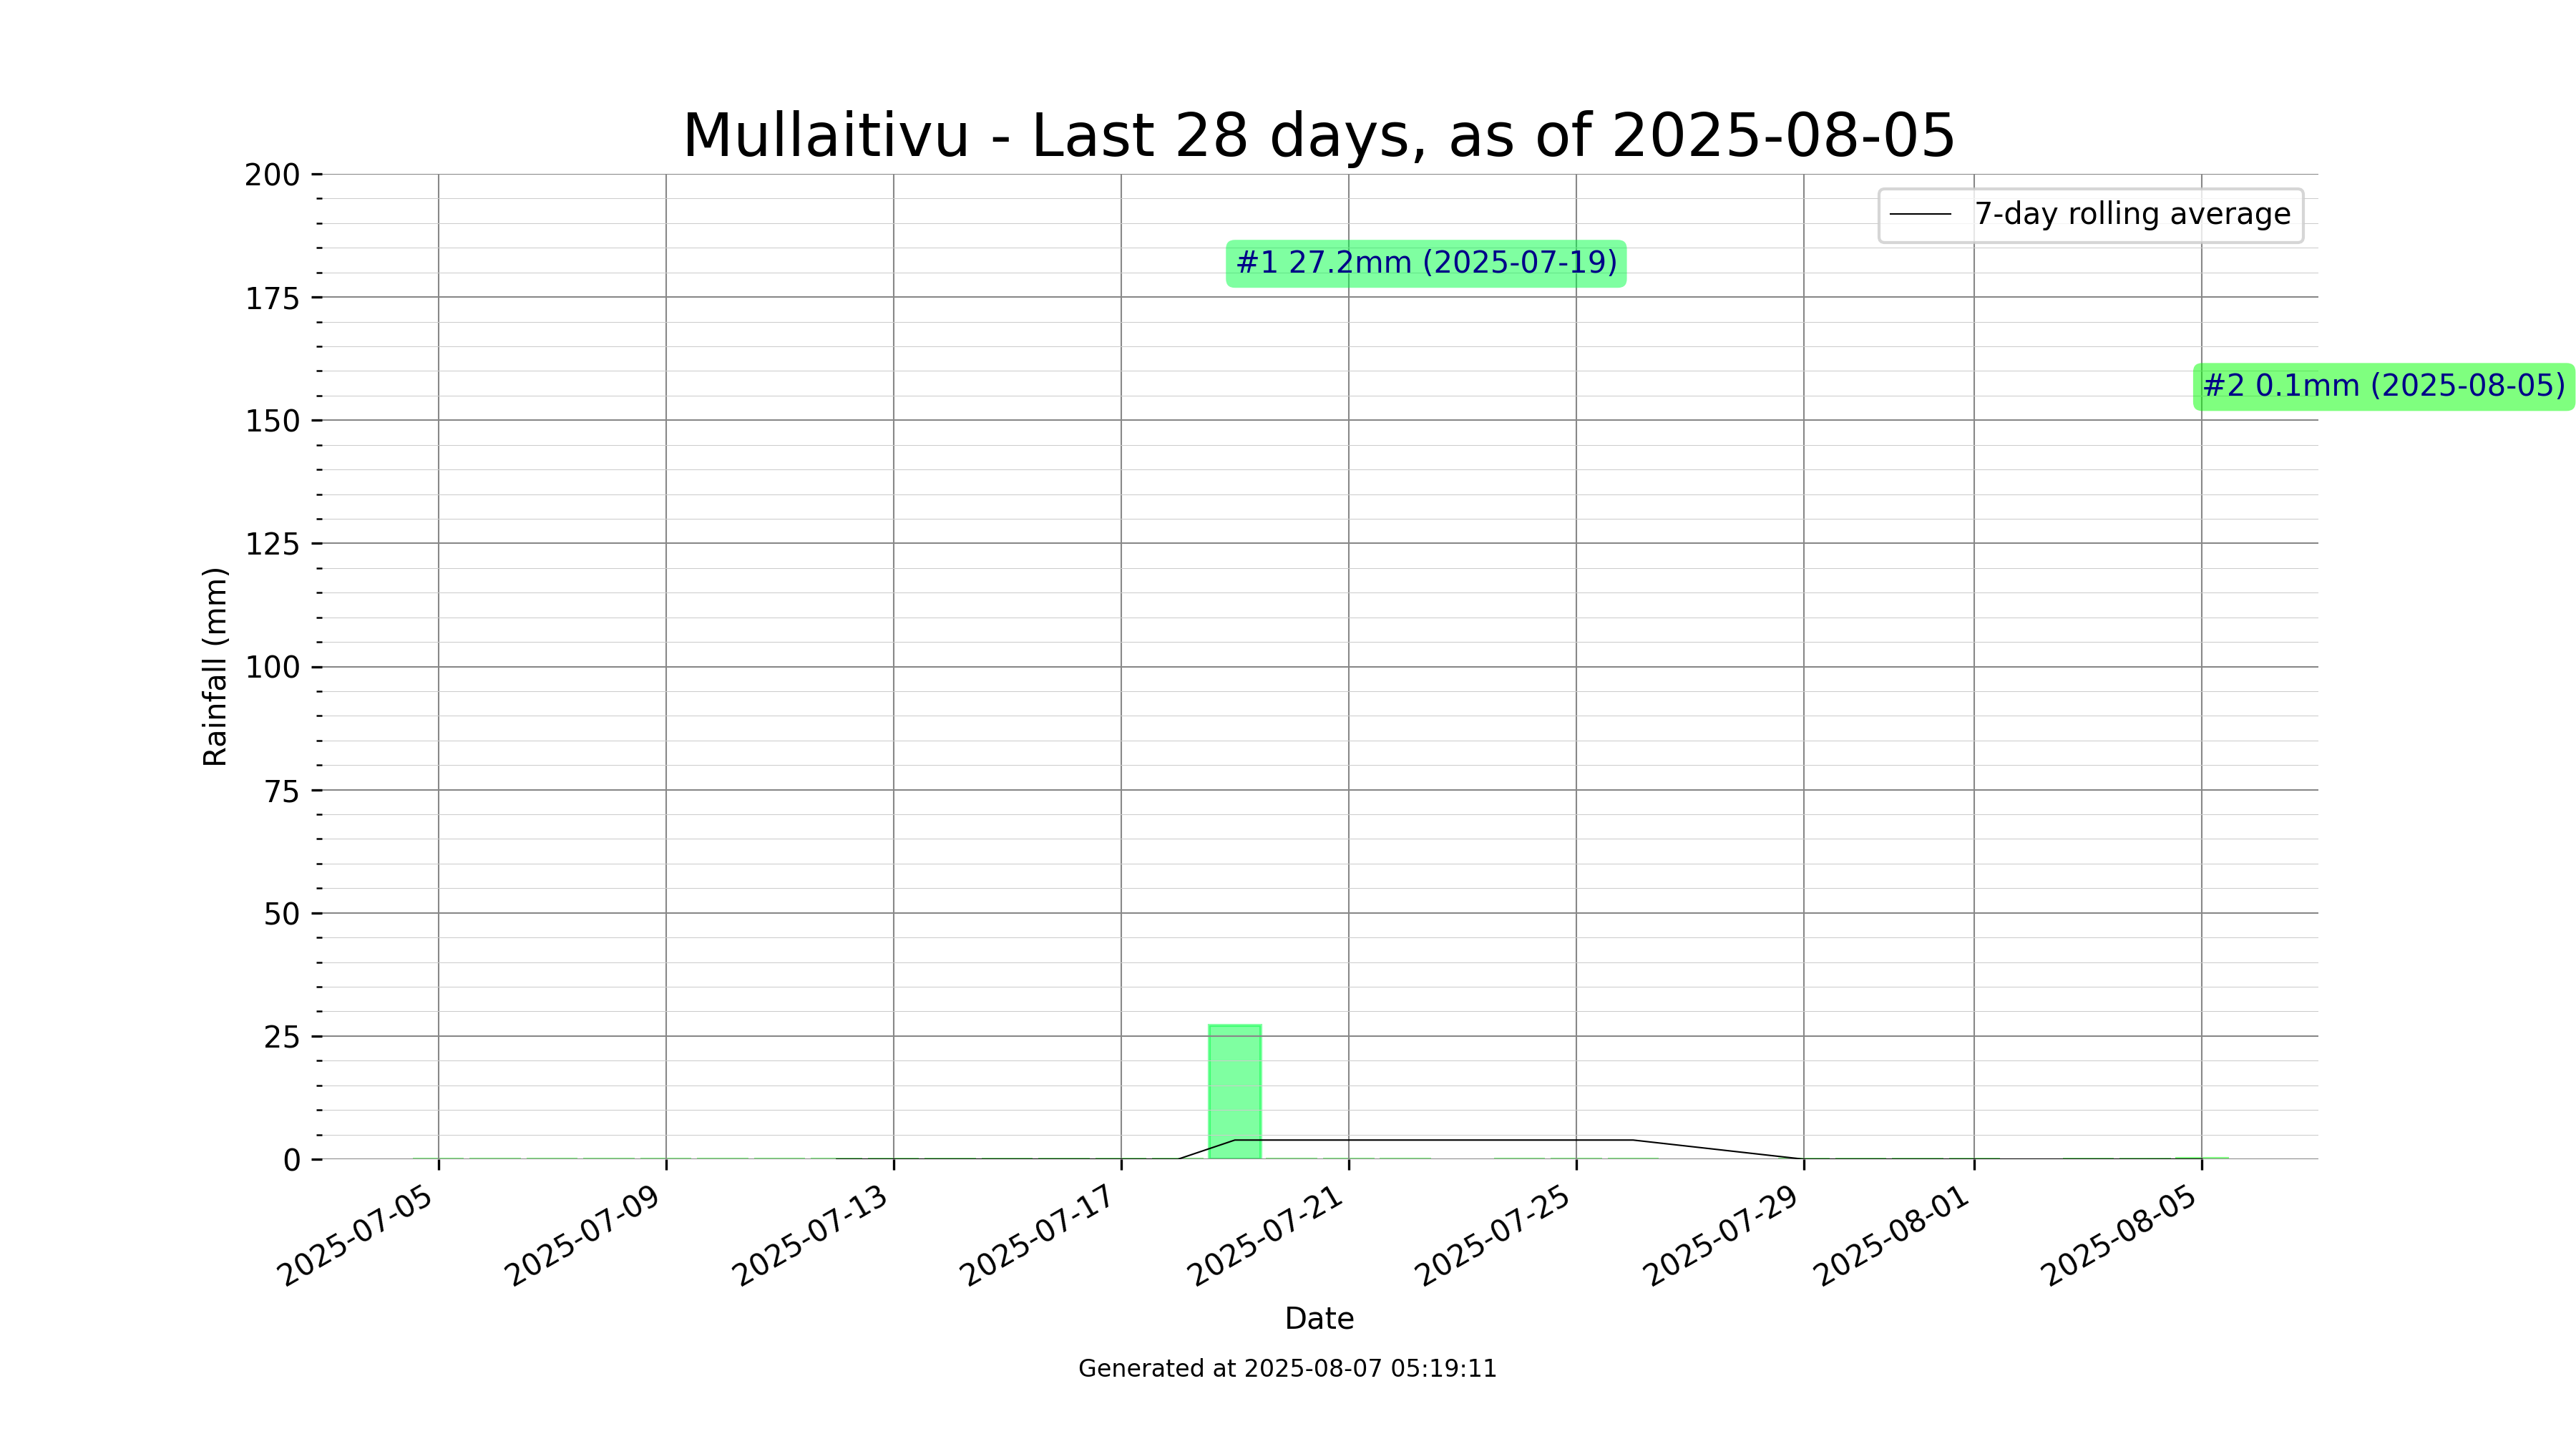 Mullaitivu - Last 28 days, as of 2025-08-05
200
175
150
125
100
75
50
25
0
Rainfall (mm)
7-day rolling average
#1 27.2mm (2025-07-19)
#2 0.1mm (2025-08-05)
2025-07-05
2025-07-09
2025-07-13
2025-07-17
2025-07-21
2025-07-25
2025-07-29
2025-08-01
2025-08-05
Date
Generated at 2025-08-07 05:19:11